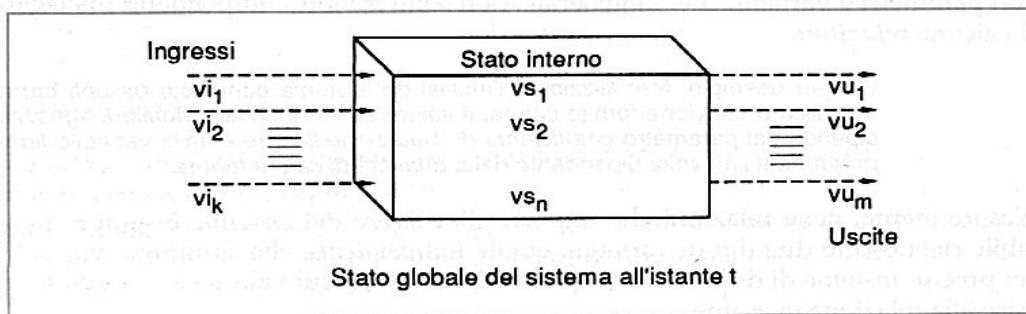 Ingressi
Stato interno
vi1 vs1 vu1
vi2 vs2 vu2
vik vsn vum
Uscite
Stato globale del sistema all'istante t